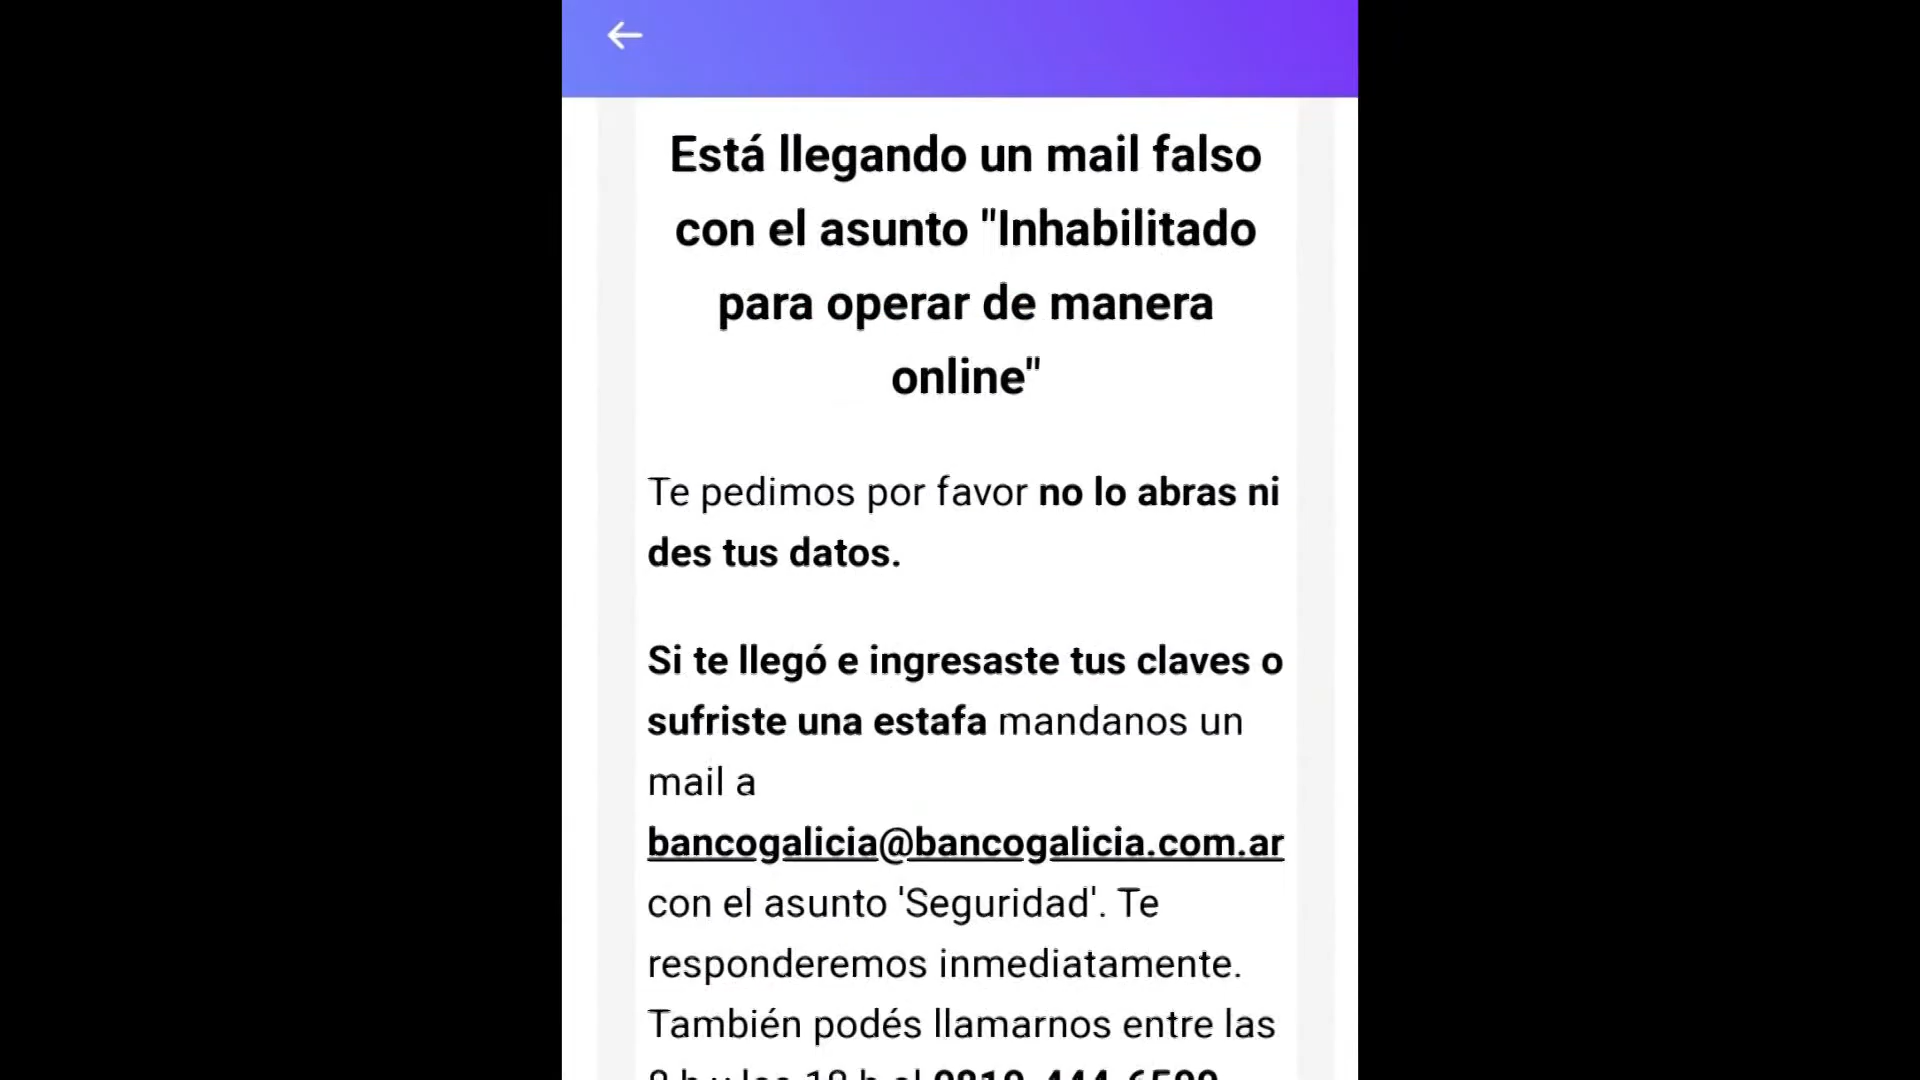 Está llegando un mail falso
con el asunto "Inhabilitado
para operar de manera
online"
Te pedimos por favor no lo abras ni
des tus datos.
Si te llegó e ingresaste tus claves o
sufriste una estafa mandanos un
mail a
bancogalicia@bancogalicia.com.ar
con el asunto 'Seguridad'. Te
responderemos inmediatamente.
También podés llamarnos entre las